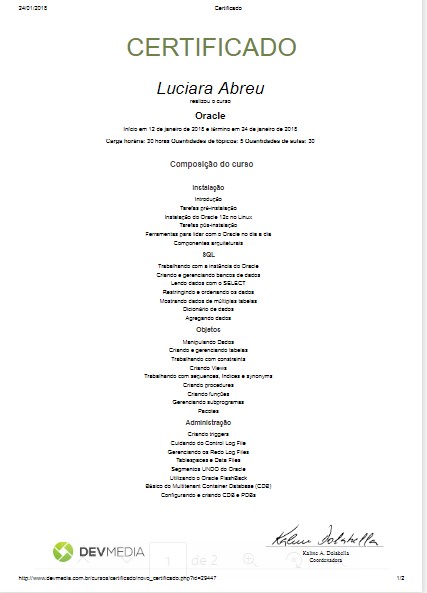 24/01/2018
Certificado
CERTIFICADO
Luciara Abreu
realizou o curso
Oracle
Início em 12 de janeiro de 2018 e término em 24 de janeiro de 2018
Carga horária: 30 horas Quantidades de tópicos: 5 Quantidades de aulas: 30
Composição do curso
Instalação
Introdução
Tarefas pré-instalação
Instalação do Oracle 12c no Linux
Tarefas pós-instalação
Ferramentas para lidar com o Oracle no dia a dia
Componentes arquiteturais
SQL
Trabalhando com a instância do Oracle
Criando e gerenciando bancos de dados
Lendo dados com o SELECT
Restringindo e ordenando os dados
Mostrando dados de múltiplas tabelas
Dicionário de dados
Agregando dados
Objetos
Manipulando Dados
Criando e gerenciando tabelas
Trabalhando com constraints
Criando Views
Trabalhando com sequences, índices e synonyms
Criando procedures
Criando funções
Gerenciando subprogramas
Pacotes
Administração
Criando triggers
Cuidando do Control Log File
Gerenciando os Redo Log Files
Tablespaces e Data Files
Segmentos UNDO do Oracle
Utilizando o Oracle FlashBack
Básico do Multitenant Container Database (CDB)
Configurando e criando CDB e PDBs
DEVMEDIA
1 de 2
Kaline Dolabella
Kaline A. Dolabella
Coordenadora
http://www.devmedia.com.br/cursos/certificado/novo_certificado.php?id=29447
1/2